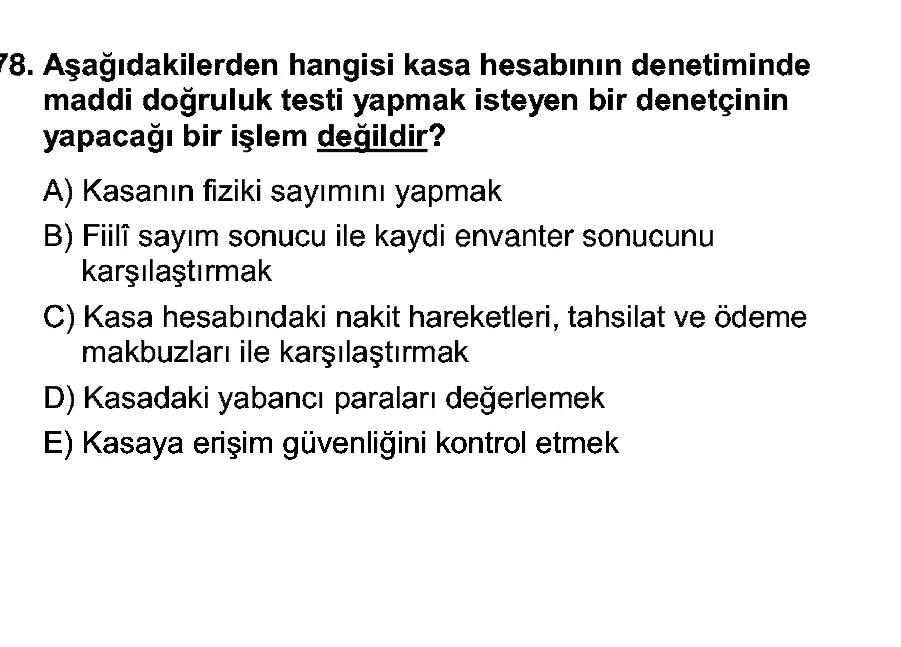 78. Aşağıdakilerden hangisi kasa hesabının denetiminde
maddi doğruluk testi yapmak isteyen bir denetçinin
yapacağı bir işlem değildir?
A) Kasanın fiziki sayımını yapmak
B) Fiilî sayım sonucu ile kaydi envanter sonucunu
karşılaştırmak
C) Kasa hesabındaki nakit hareketleri, tahsilat ve ödeme
makbuzları ile karşılaştırmak
D) Kasadaki yabancı paraları değerlemek
E) Kasaya erişim güvenliğini kontrol etmek